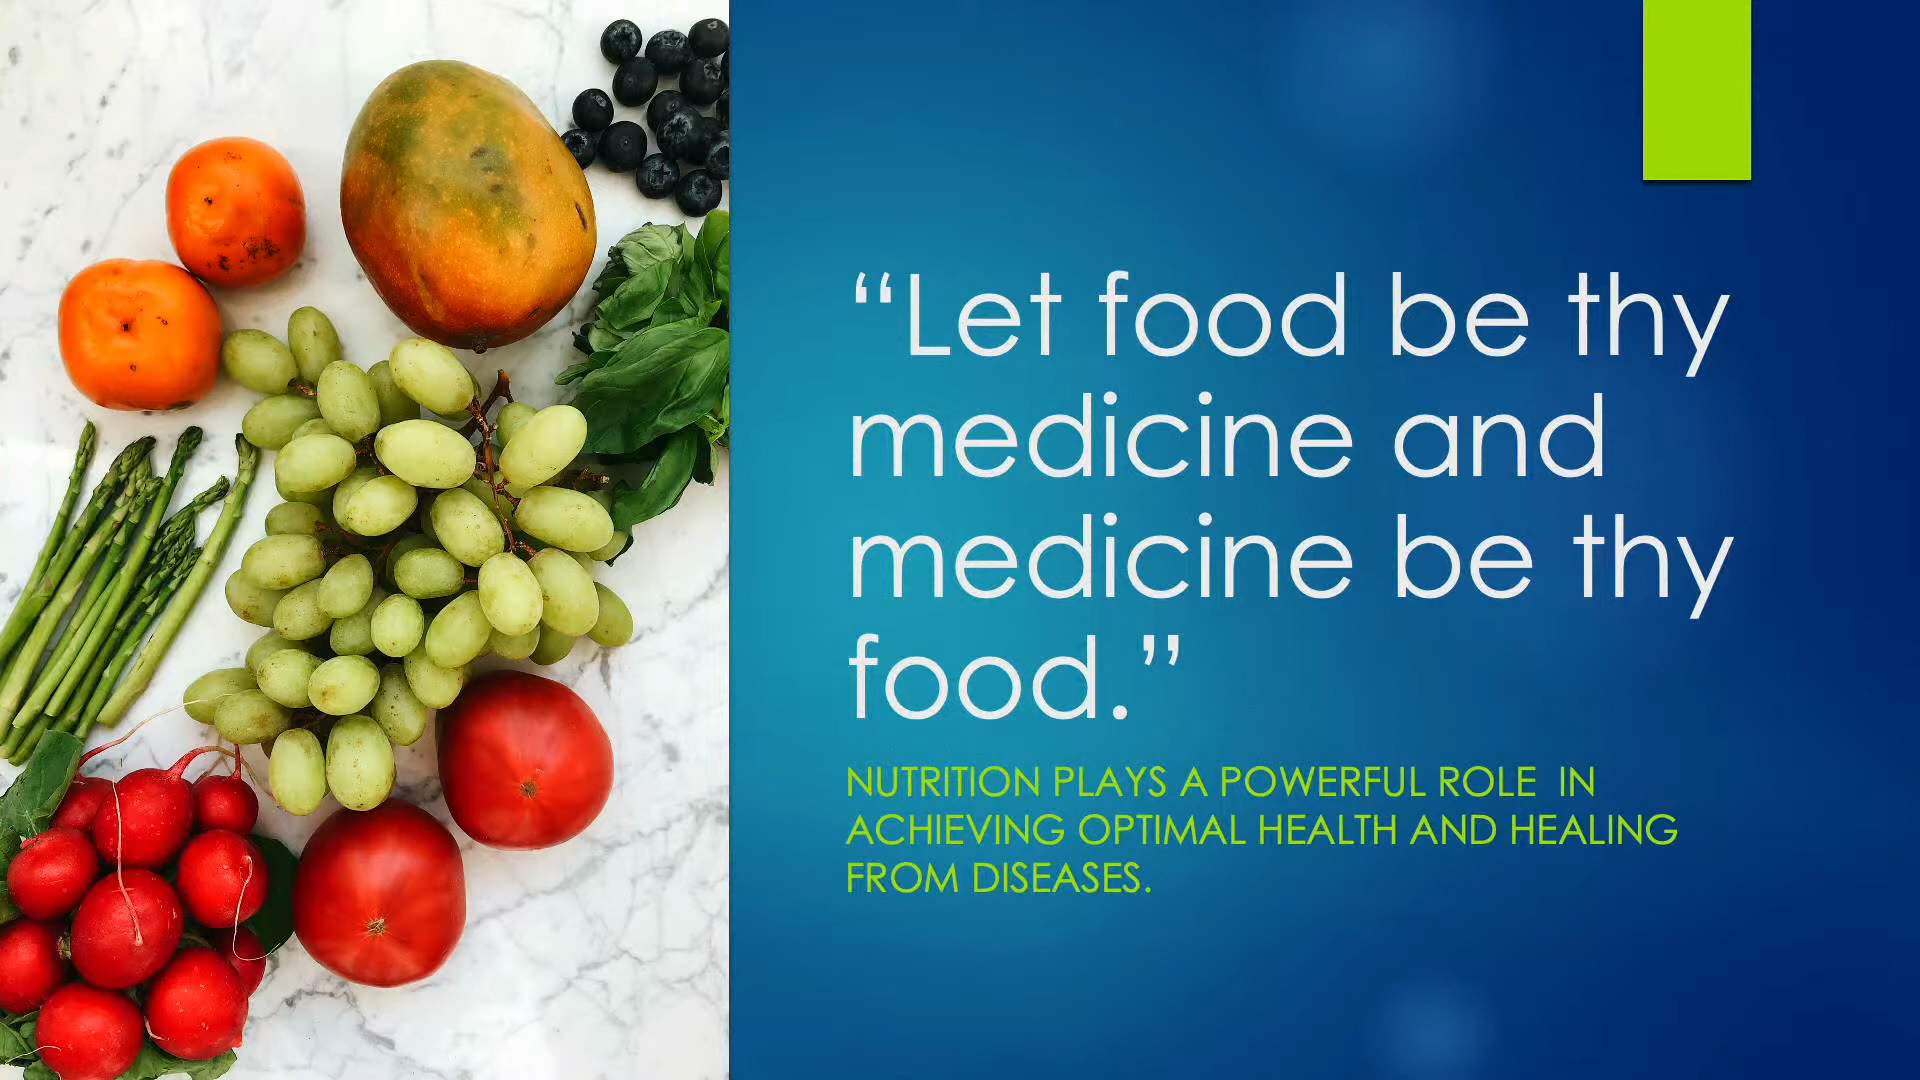 “Let food be thy
medicine and
medicine be thy
food.”
NUTRITION PLAYS A POWERFUL ROLE IN
ACHIEVING OPTIMAL HEALTH AND HEALING
FROM DISEASES.